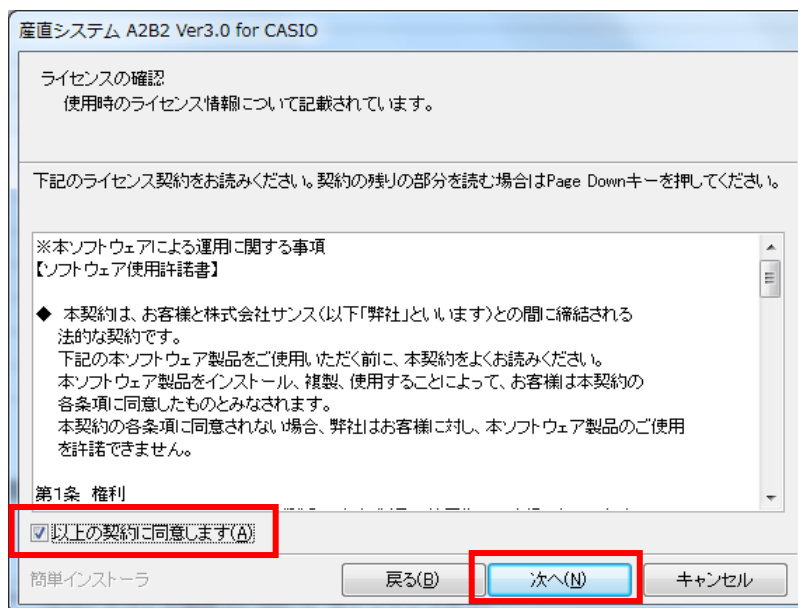 産直システム A2B2 Ver3.0 for CASIO
ライセンスの確認
使用時のライセンス情報について記載されています。
下記のライセンス契約をお読みください。契約の残りの部分を読む場合はPage Downキーを押してください。
※本ソフトウェアによる運用に関する事項
【ソフトウェア使用許諾書】
◆ 本契約は、お客様と株式会社サンス(以下「弊社」といいます)との間に締結される
法的な契約です。
下記の本ソフトウェア製品をご使用いただく前に、本契約をよくお読みください。
本ソフトウェア製品をインストール、複製、使用することによって、お客様は本契約の
各条項に同意したものとみなされます。
本契約の各条項に同意されない場合、弊社はお客様に対し、本ソフトウェア製品のご使用
を許諾できません。
第1条 権利
以上の契約に同意します(A)
簡単インストーラ
戻る(B)
次へ(N)
キャンセル